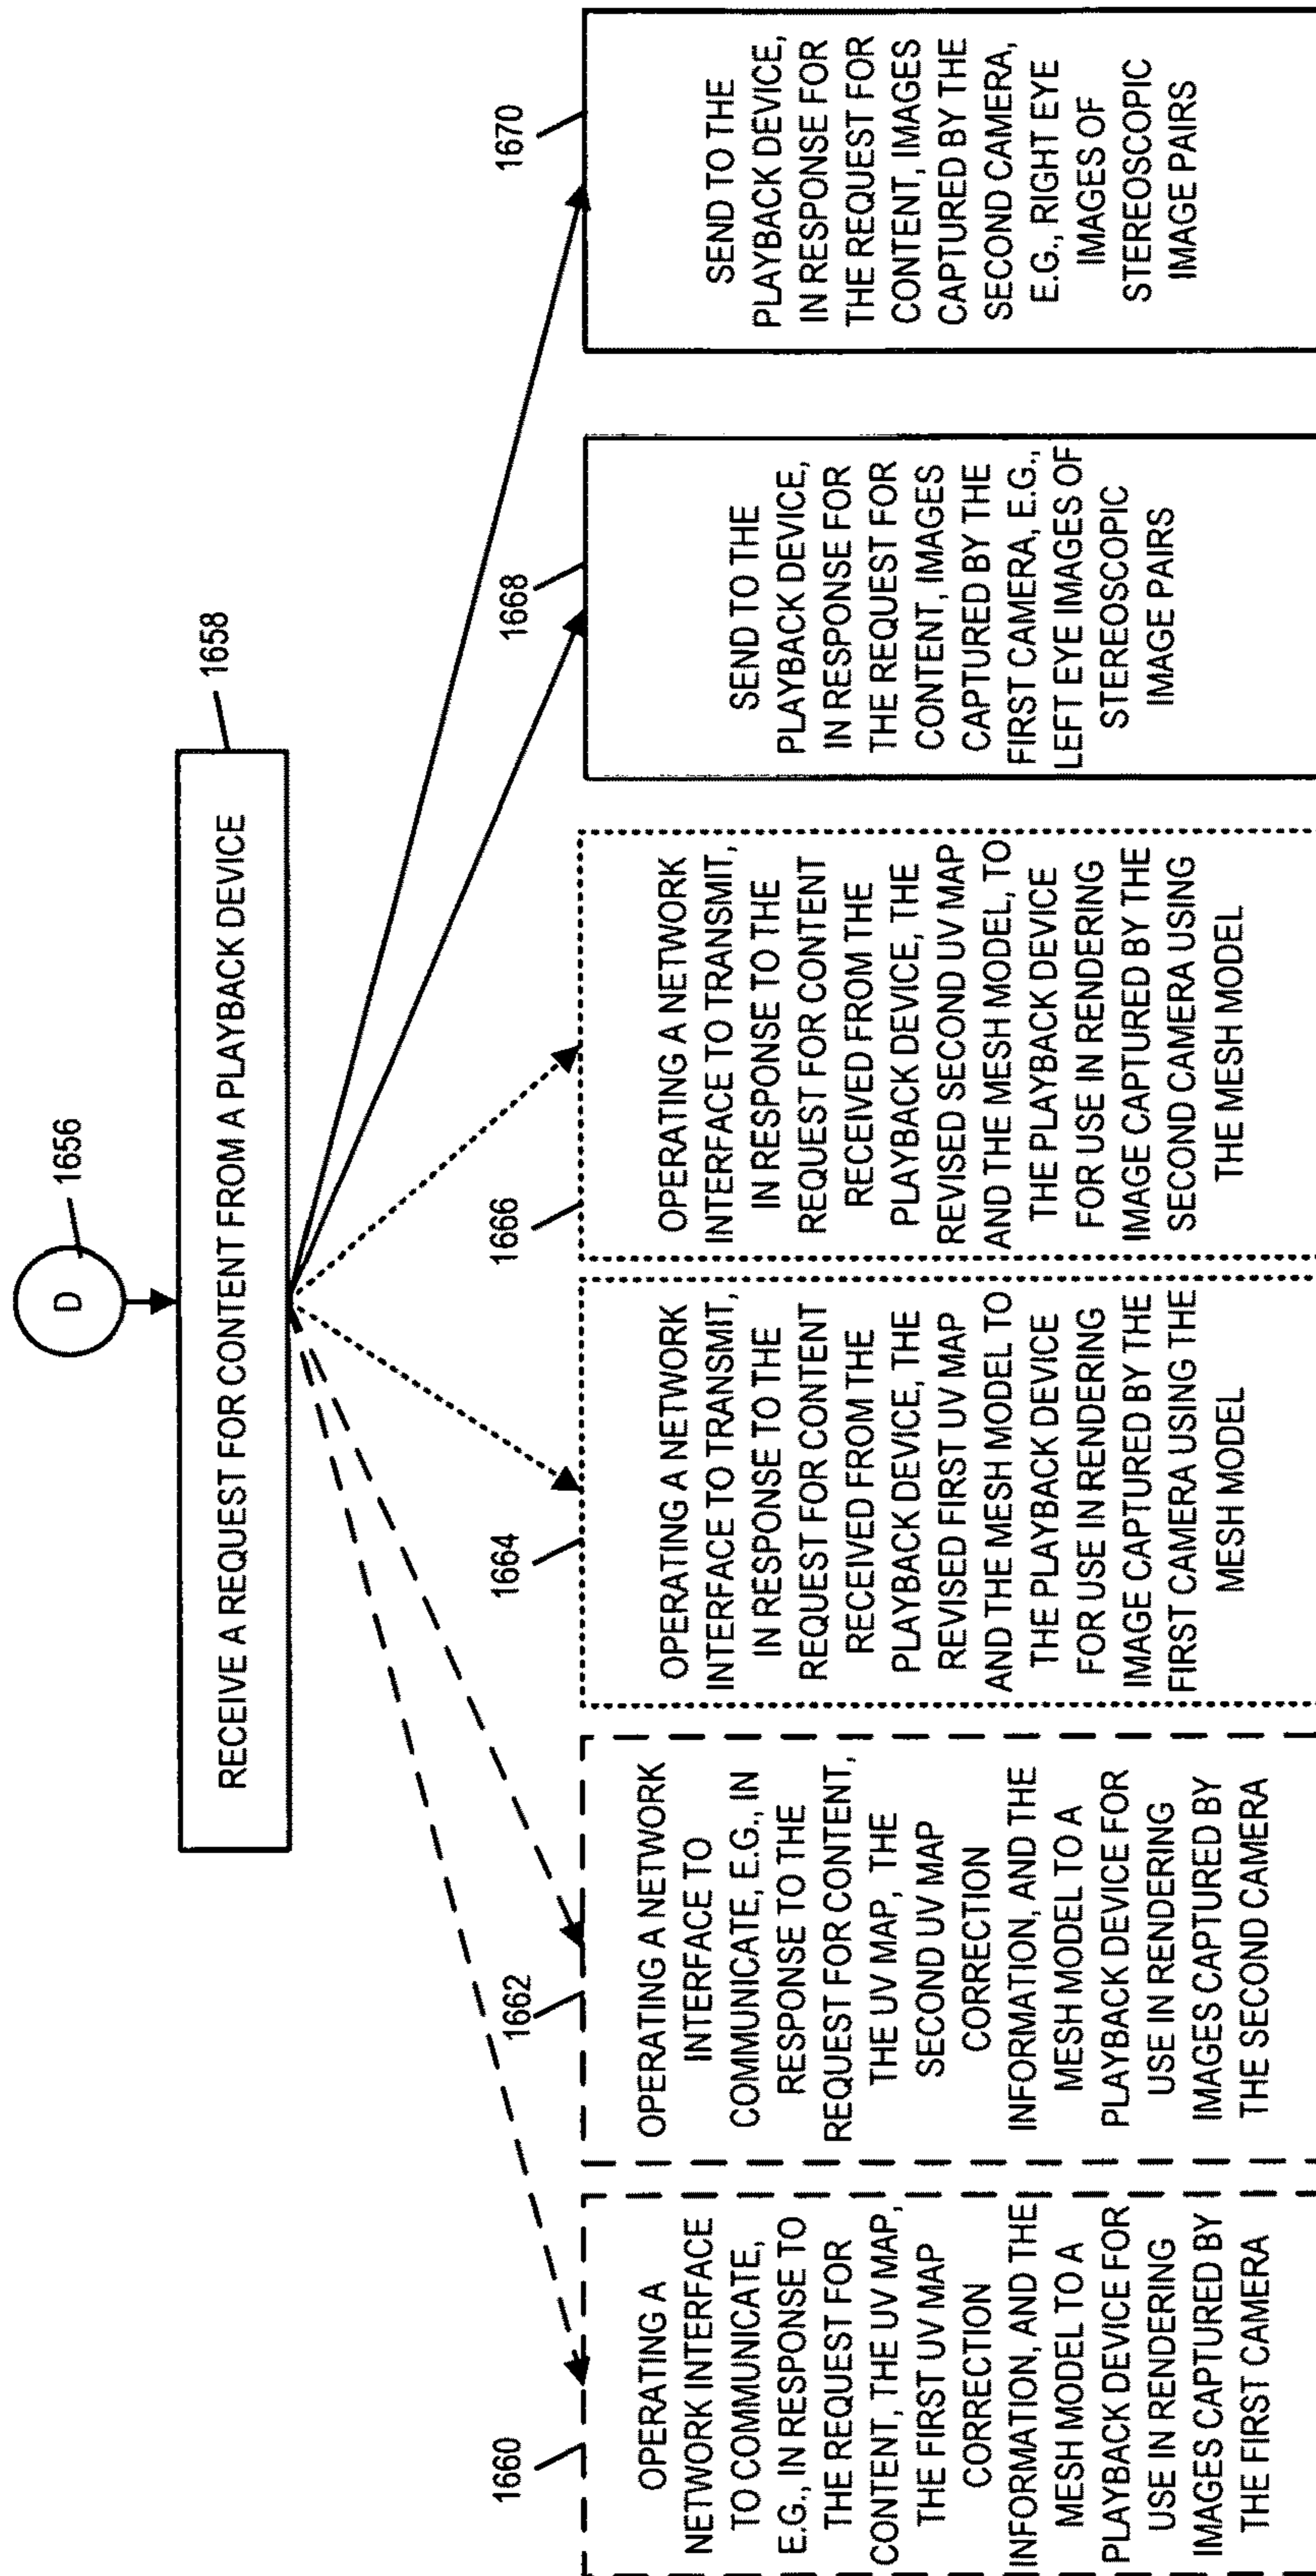 D
1656
RECEIVE A REQUEST FOR CONTENT FROM A PLAYBACK DEVICE
1658
1660
OPERATING A
NETWORK INTERFACE
TO COMMUNICATE,
E.G., IN RESPONSE TO
THE REQUEST FOR
CONTENT, THE UV MAP,
THE FIRST UV MAP
CORRECTION
INFORMATION, AND THE
MESH MODEL TO A
PLAYBACK DEVICE FOR
USE IN RENDERING
IMAGES CAPTURED BY
THE FIRST CAMERA
1662
OPERATING A NETWORK
INTERFACE TO
COMMUNICATE, E.G., IN
RESPONSE TO THE
REQUEST FOR CONTENT,
THE UV MAP, THE
SECOND UV MAP
CORRECTION
INFORMATION, AND THE
MESH MODEL TO A
PLAYBACK DEVICE FOR
USE IN RENDERING
IMAGES CAPTURED BY
THE SECOND CAMERA
1664
OPERATING A NETWORK
INTERFACE TO TRANSMIT,
IN RESPONSE TO THE
REQUEST FOR CONTENT
RECEIVED FROM THE
PLAYBACK DEVICE, THE
REVISED FIRST UV MAP
AND THE MESH MODEL TO
THE PLAYBACK DEVICE
FOR USE IN RENDERING
IMAGE CAPTURED BY THE
FIRST CAMERA USING THE
MESH MODEL
1666
OPERATING A NETWORK
INTERFACE TO TRANSMIT,
IN RESPONSE TO THE
REQUEST FOR CONTENT
RECEIVED FROM THE
PLAYBACK DEVICE, THE
REVISED SECOND UV MAP
AND THE MESH MODEL, TO
THE PLAYBACK DEVICE
FOR USE IN RENDERING
IMAGE CAPTURED BY THE
SECOND CAMERA USING
THE MESH MODEL
1668
SEND TO THE
PLAYBACK DEVICE,
IN RESPONSE FOR
THE REQUEST FOR
CONTENT, IMAGES
CAPTURED BY THE
FIRST CAMERA, E.G.,
LEFT EYE IMAGES OF
STEREOSCOPIC
IMAGE PAIRS
1670
SEND TO THE
PLAYBACK DEVICE,
IN RESPONSE FOR
THE REQUEST FOR
CONTENT, IMAGES
CAPTURED BY THE
SECOND CAMERA,
E.G., RIGHT EYE
IMAGES OF
STEREOSCOPIC
IMAGE PAIRS